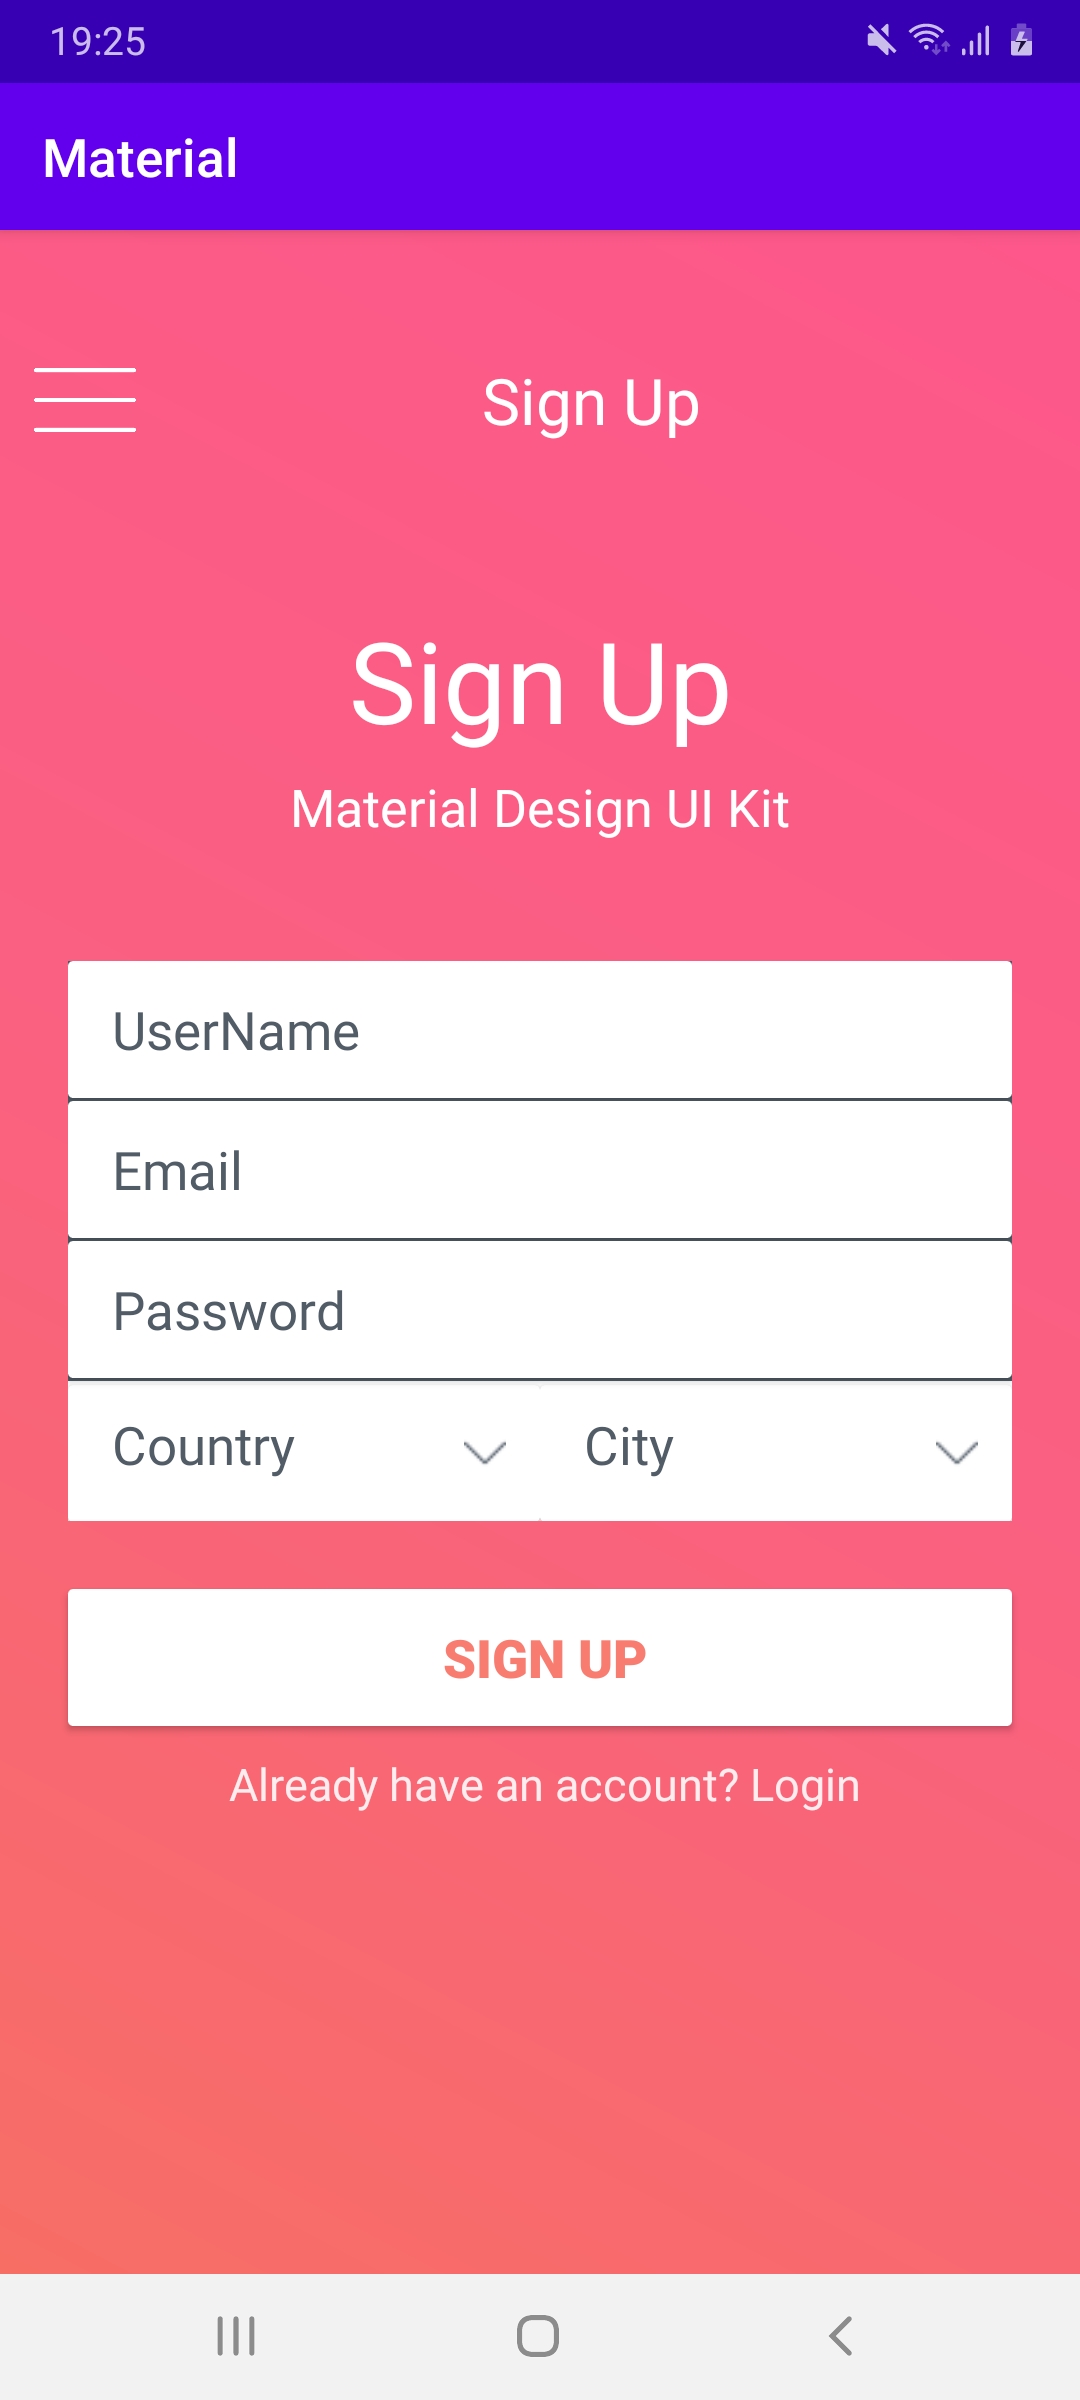 19:25
Material
Sign Up
Sign Up
Material Design UI Kit
UserName
Email
Password
Country City
SIGN UP
Already have an account? Login